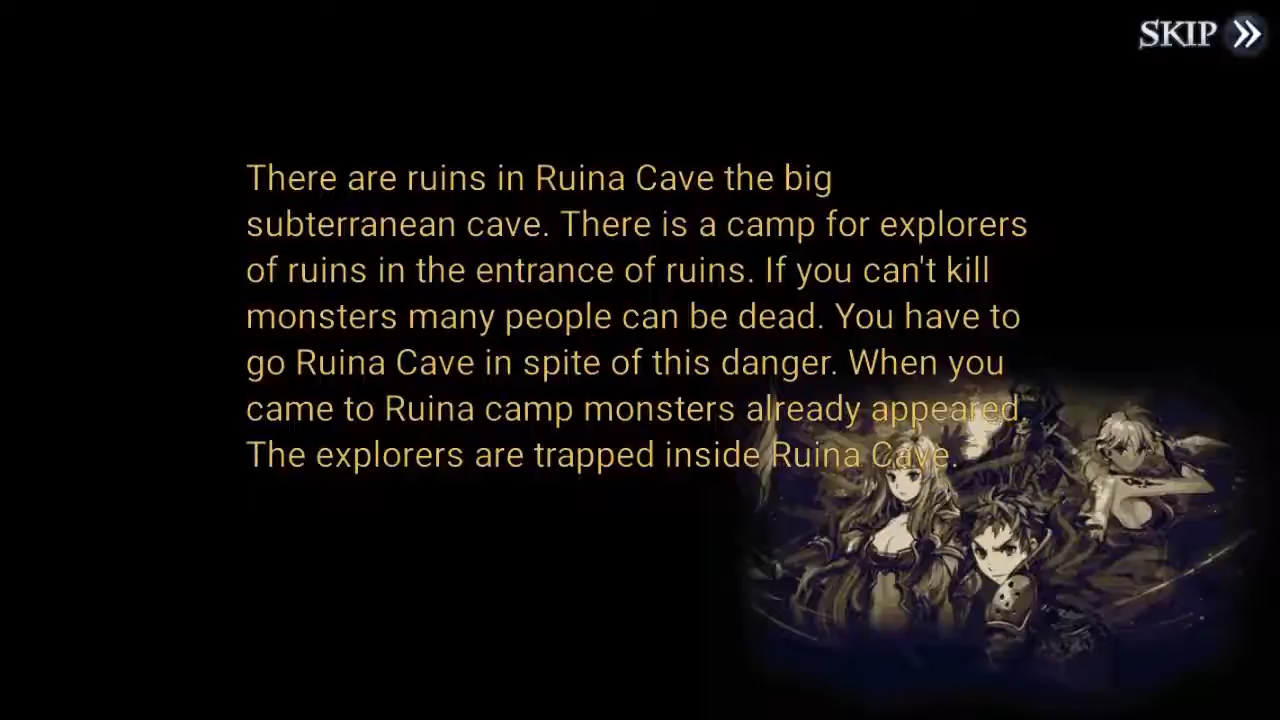 SKIP
There are ruins in Ruina Cave the big
subterranean cave. There is a camp for explorers
of ruins in the entrance of ruins. If you can't kill
monsters many people can be dead. You have to
go Ruina Cave in spite of this danger. When you
came to Ruina camp monsters already appeared.
The explorers are trapped inside Ruina Cave.